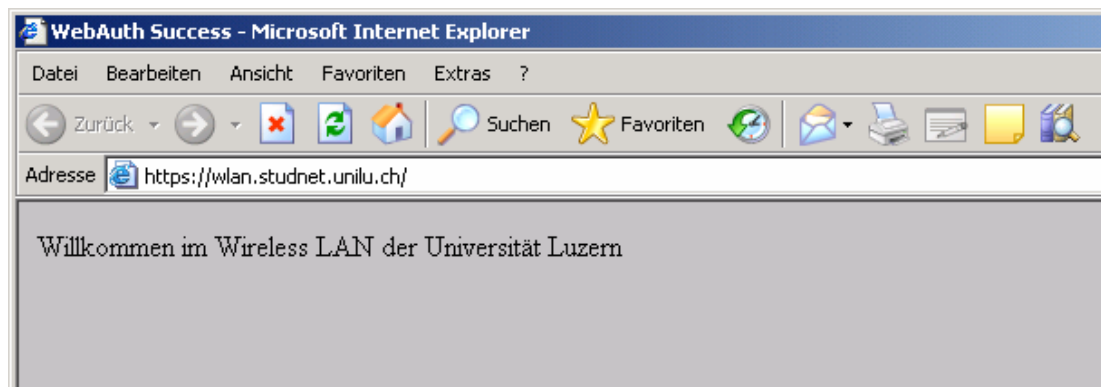 WebAuth Success - Microsoft Internet Explorer
Datei Bearbeiten Ansicht Favoriten Extras ?
Zurück Suchen Favoriten
Adresse https://wlan.studnet.unilu.ch/
Willkommen im Wireless LAN der Universität Luzern